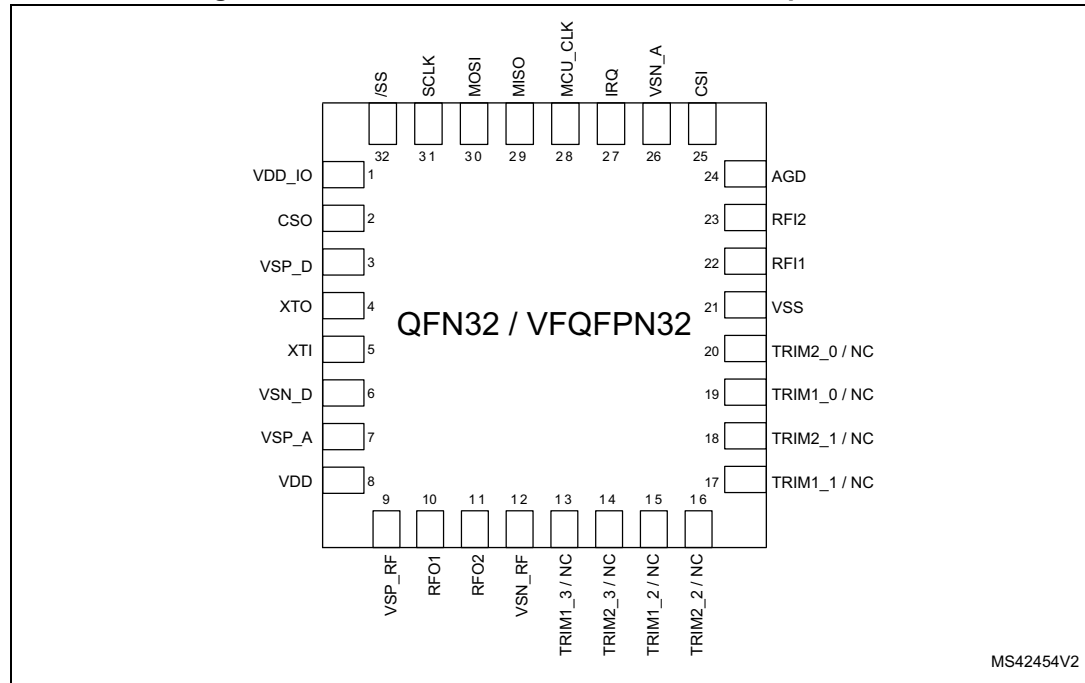 /SS
SCLK
MOSI
MISO
MCU_CLK
IRQ
VSN_A
CSI
32 31 30 29 28 27 26 25
VDD_IO 1
CSO 2
VSP_D 3
XTO 4
XTI 5
VSN_D 6
VSP_A 7
VDD 8
QFN32 / VFQFPN32
24 AGD
23 RFI2
22 RFI1
21 VSS
20 TRIM2_0 / NC
19 TRIM1_0 / NC
18 TRIM2_1 / NC
17 TRIM1_1 / NC
9 10 11 12 13 14 15 16
VSP_RF
RFO1
RFO2
VSN_RF
TRIM1_3 / NC
TRIM2_3 / NC
TRIM1_2 / NC
TRIM2_2 / NC
MS42454V2